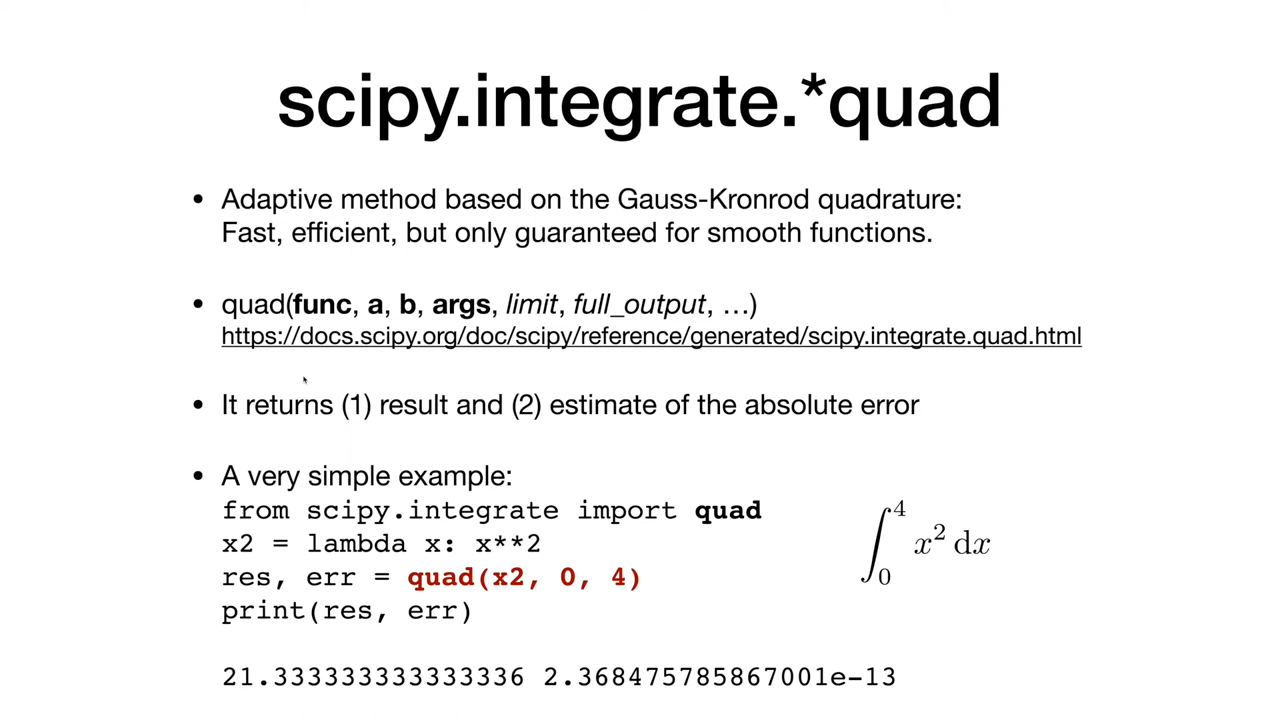 scipy.integrate.*quad
• Adaptive method based on the Gauss-Kronrod quadrature:
Fast, efficient, but only guaranteed for smooth functions.
• quad(func, a, b, args, limit, full_output, …)
https://docs.scipy.org/doc/scipy/reference/generated/scipy.integrate.quad.html
• It returns (1) result and (2) estimate of the absolute error
• A very simple example:
from scipy.integrate import quad
x2 = lambda x: x**2
res, err = quad(x2, 0, 4)
print(res, err)
∫₀⁴ x² dx
21.333333333333336 2.368475785867001e-13